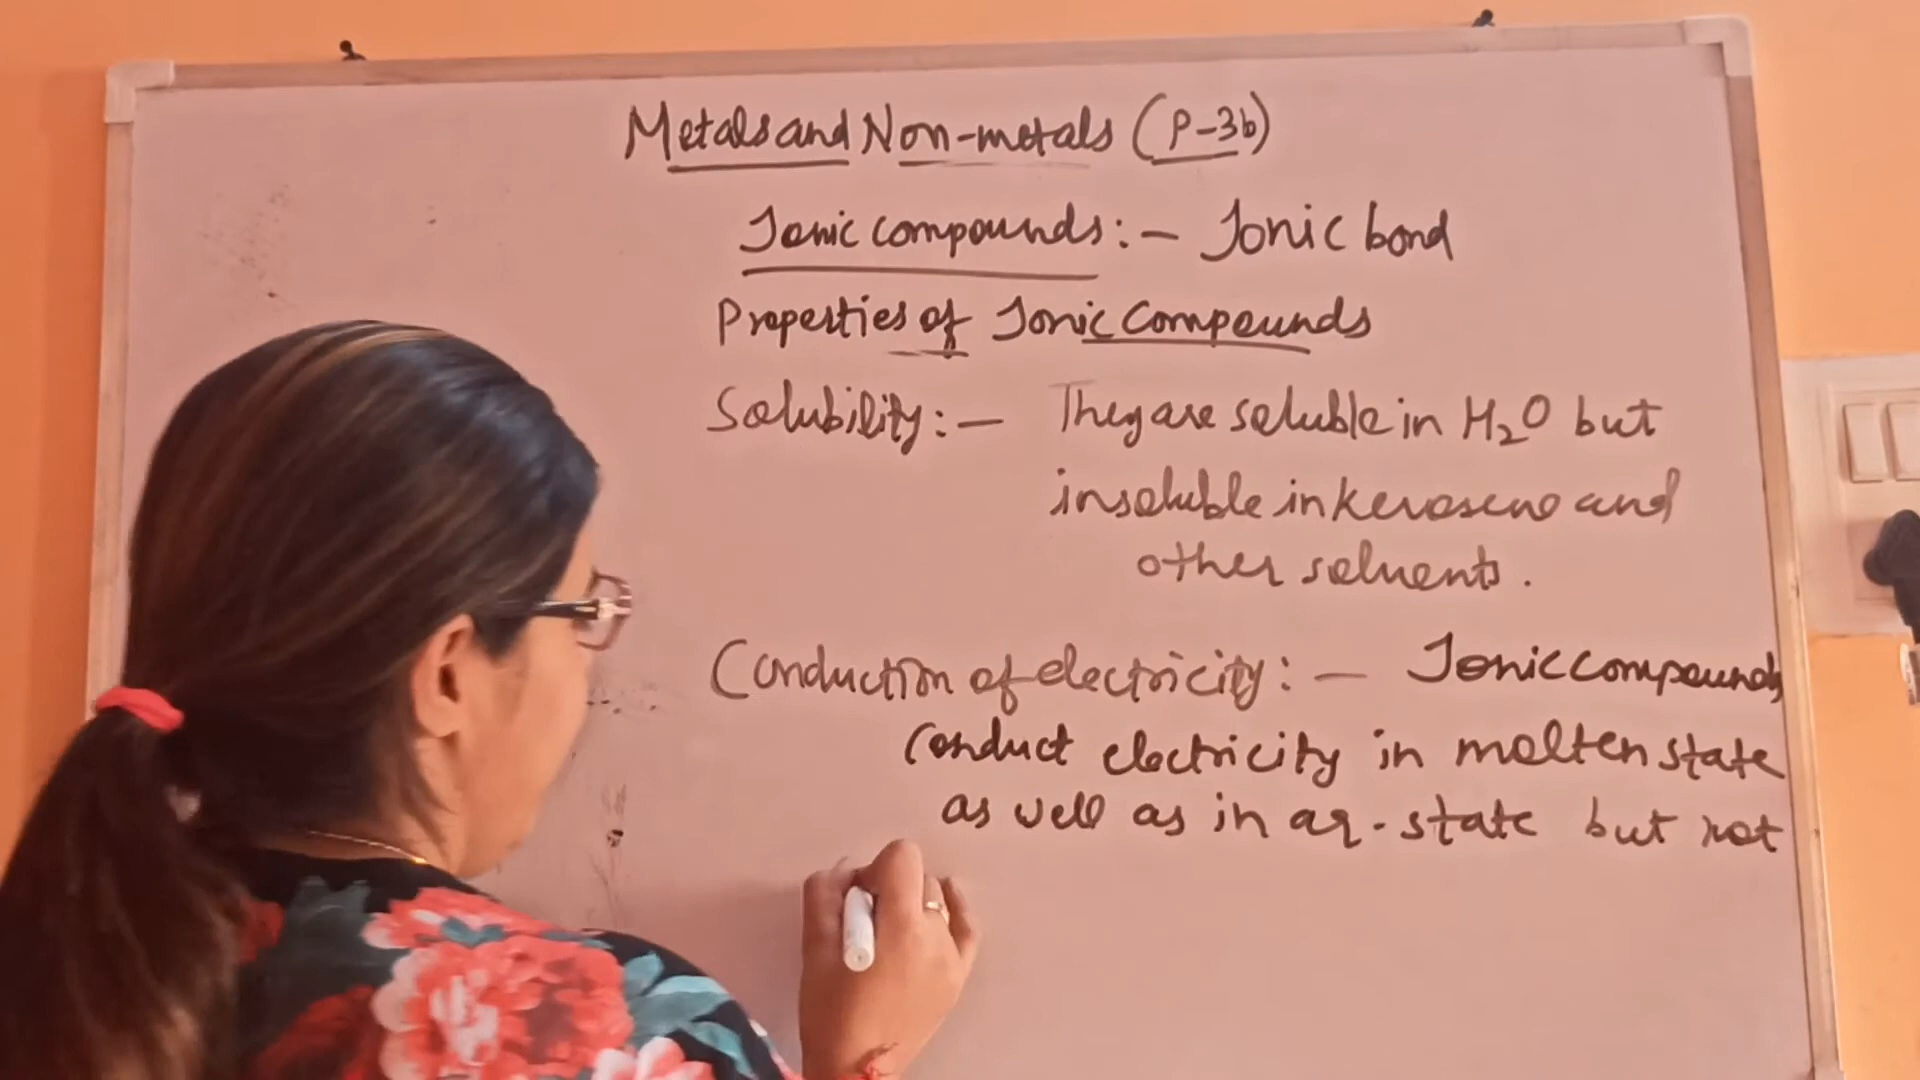 Metals and Non-metals (P-3b)
Ionic compounds:- Ionic bond
Properties of Ionic Compounds
Solubility:- They are soluble in H₂O but
insoluble in kerosene and
other solvents.
Conduction of electricity:- Ionic compounds
conduct electricity in molten state
as well as in aq. state but not